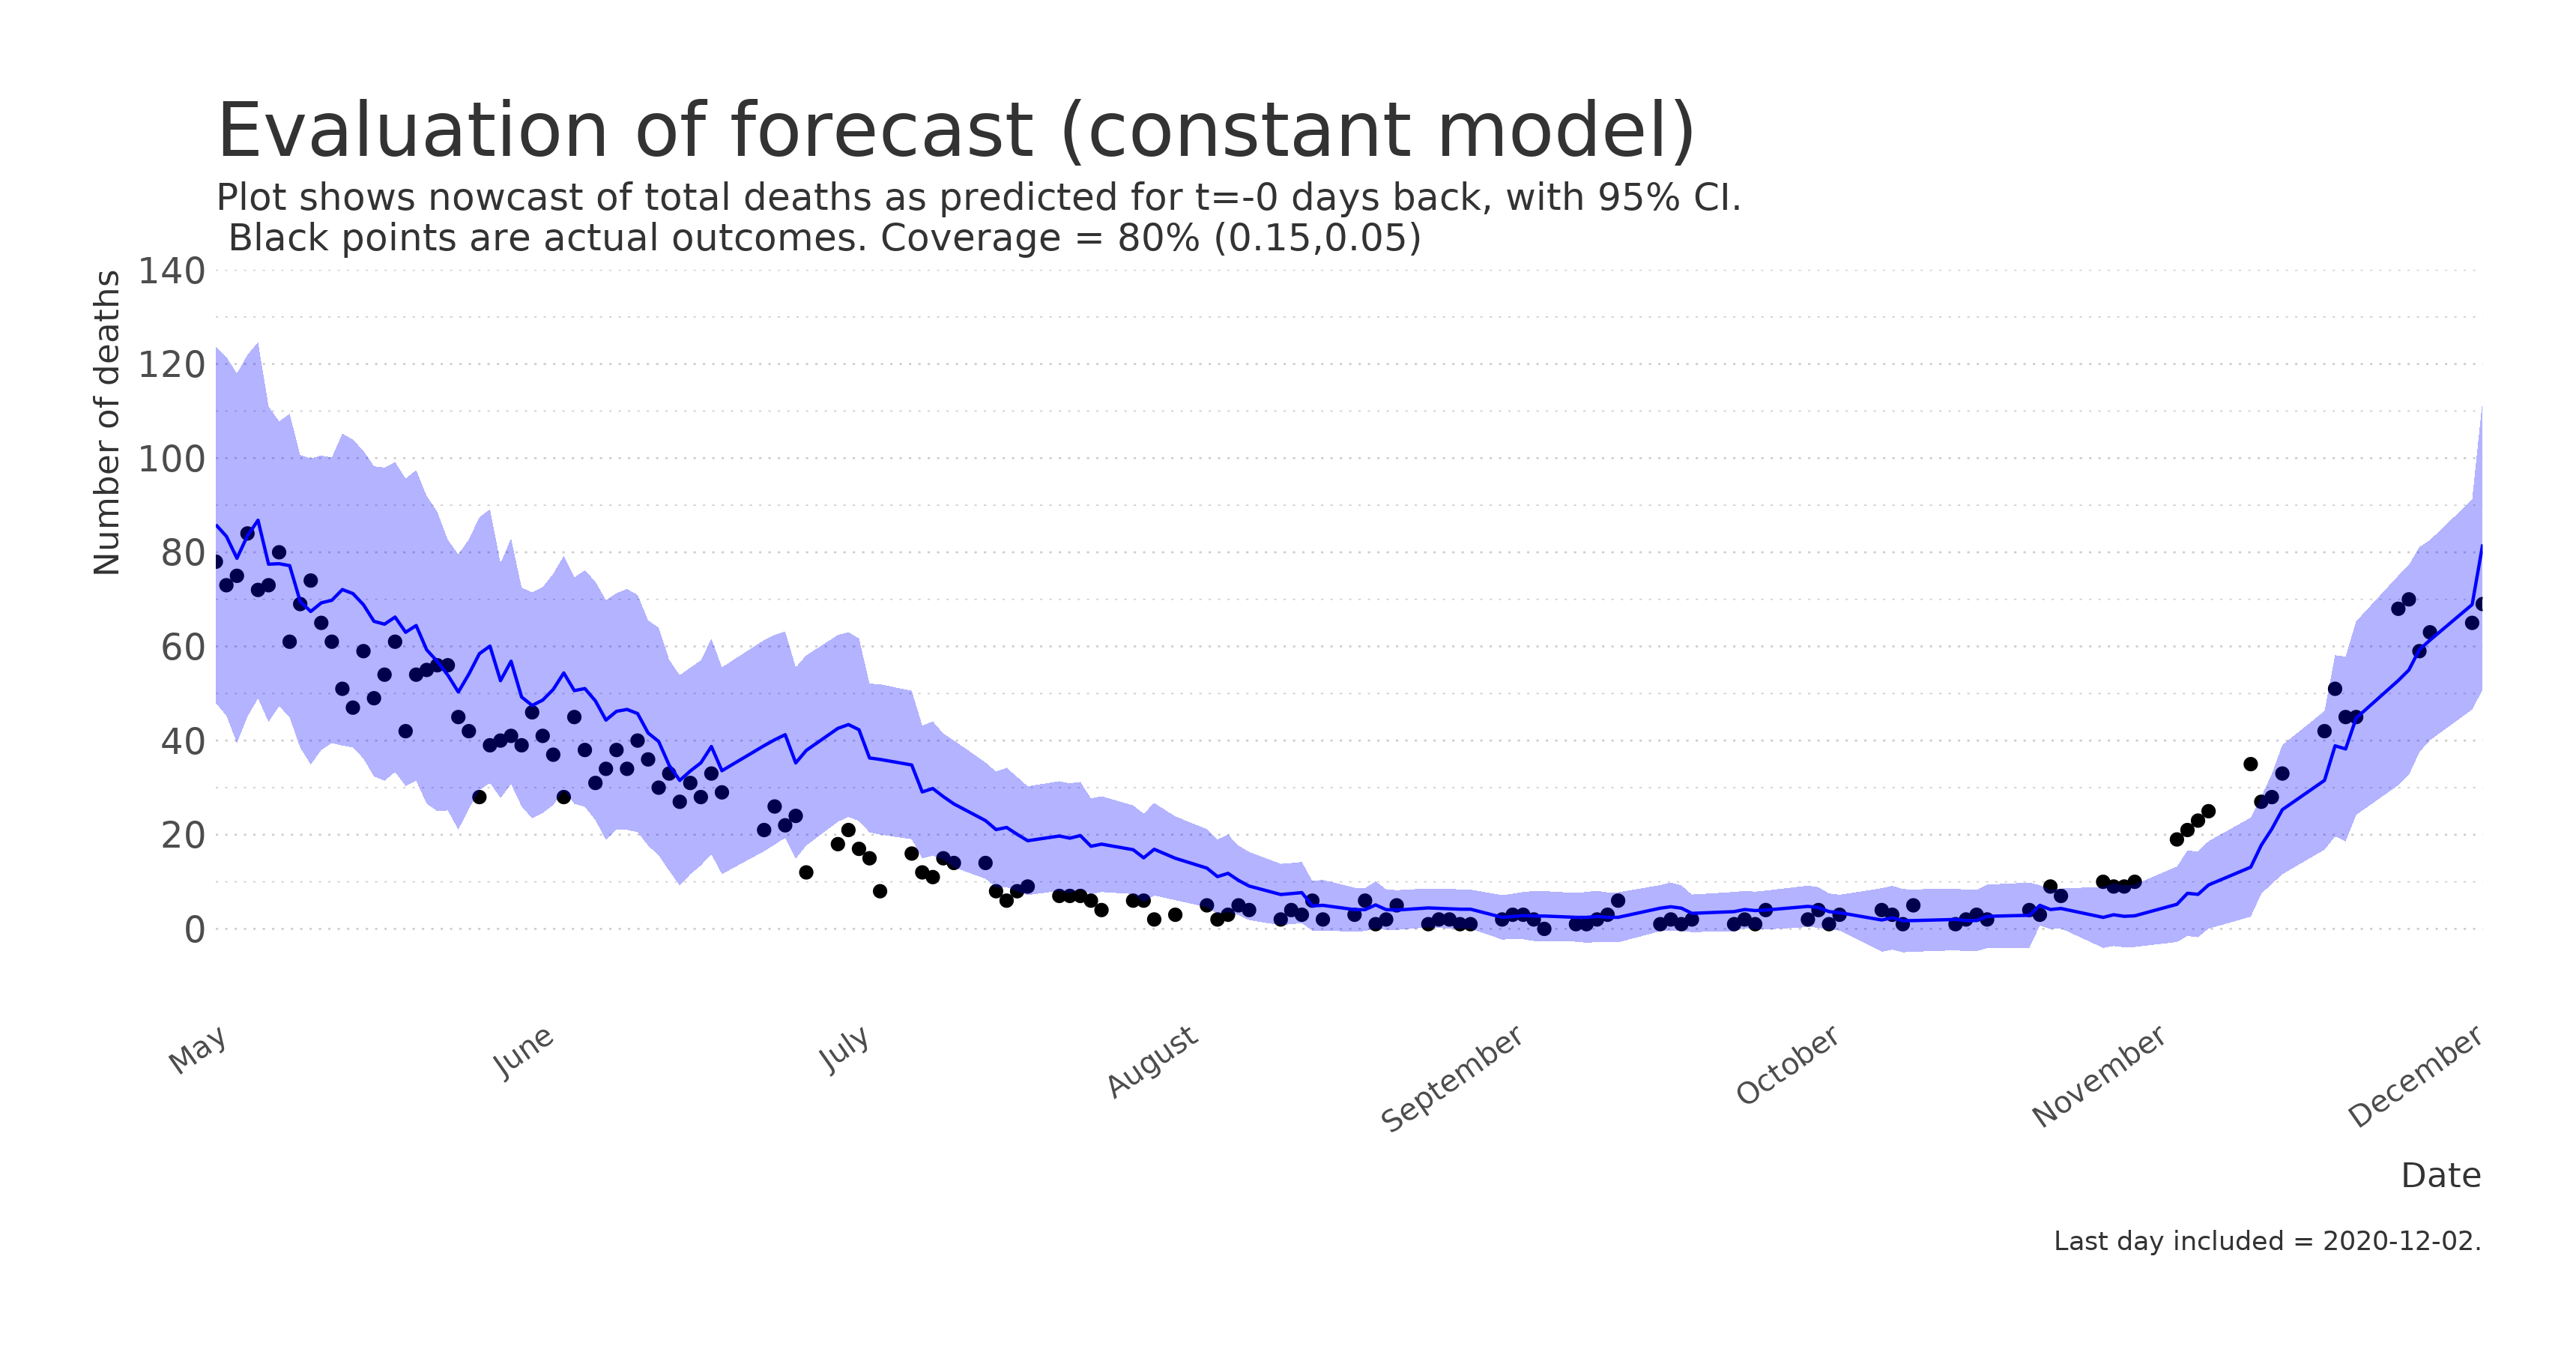 Evaluation of forecast (constant model)
Plot shows nowcast of total deaths as predicted for t=-0 days back, with 95% CI.
Black points are actual outcomes. Coverage = 80% (0.15,0.05)
Number of deaths
140
120
100
80
60
40
20
0
May
June
July
August
September
October
November
December
Date
Last day included = 2020-12-02.